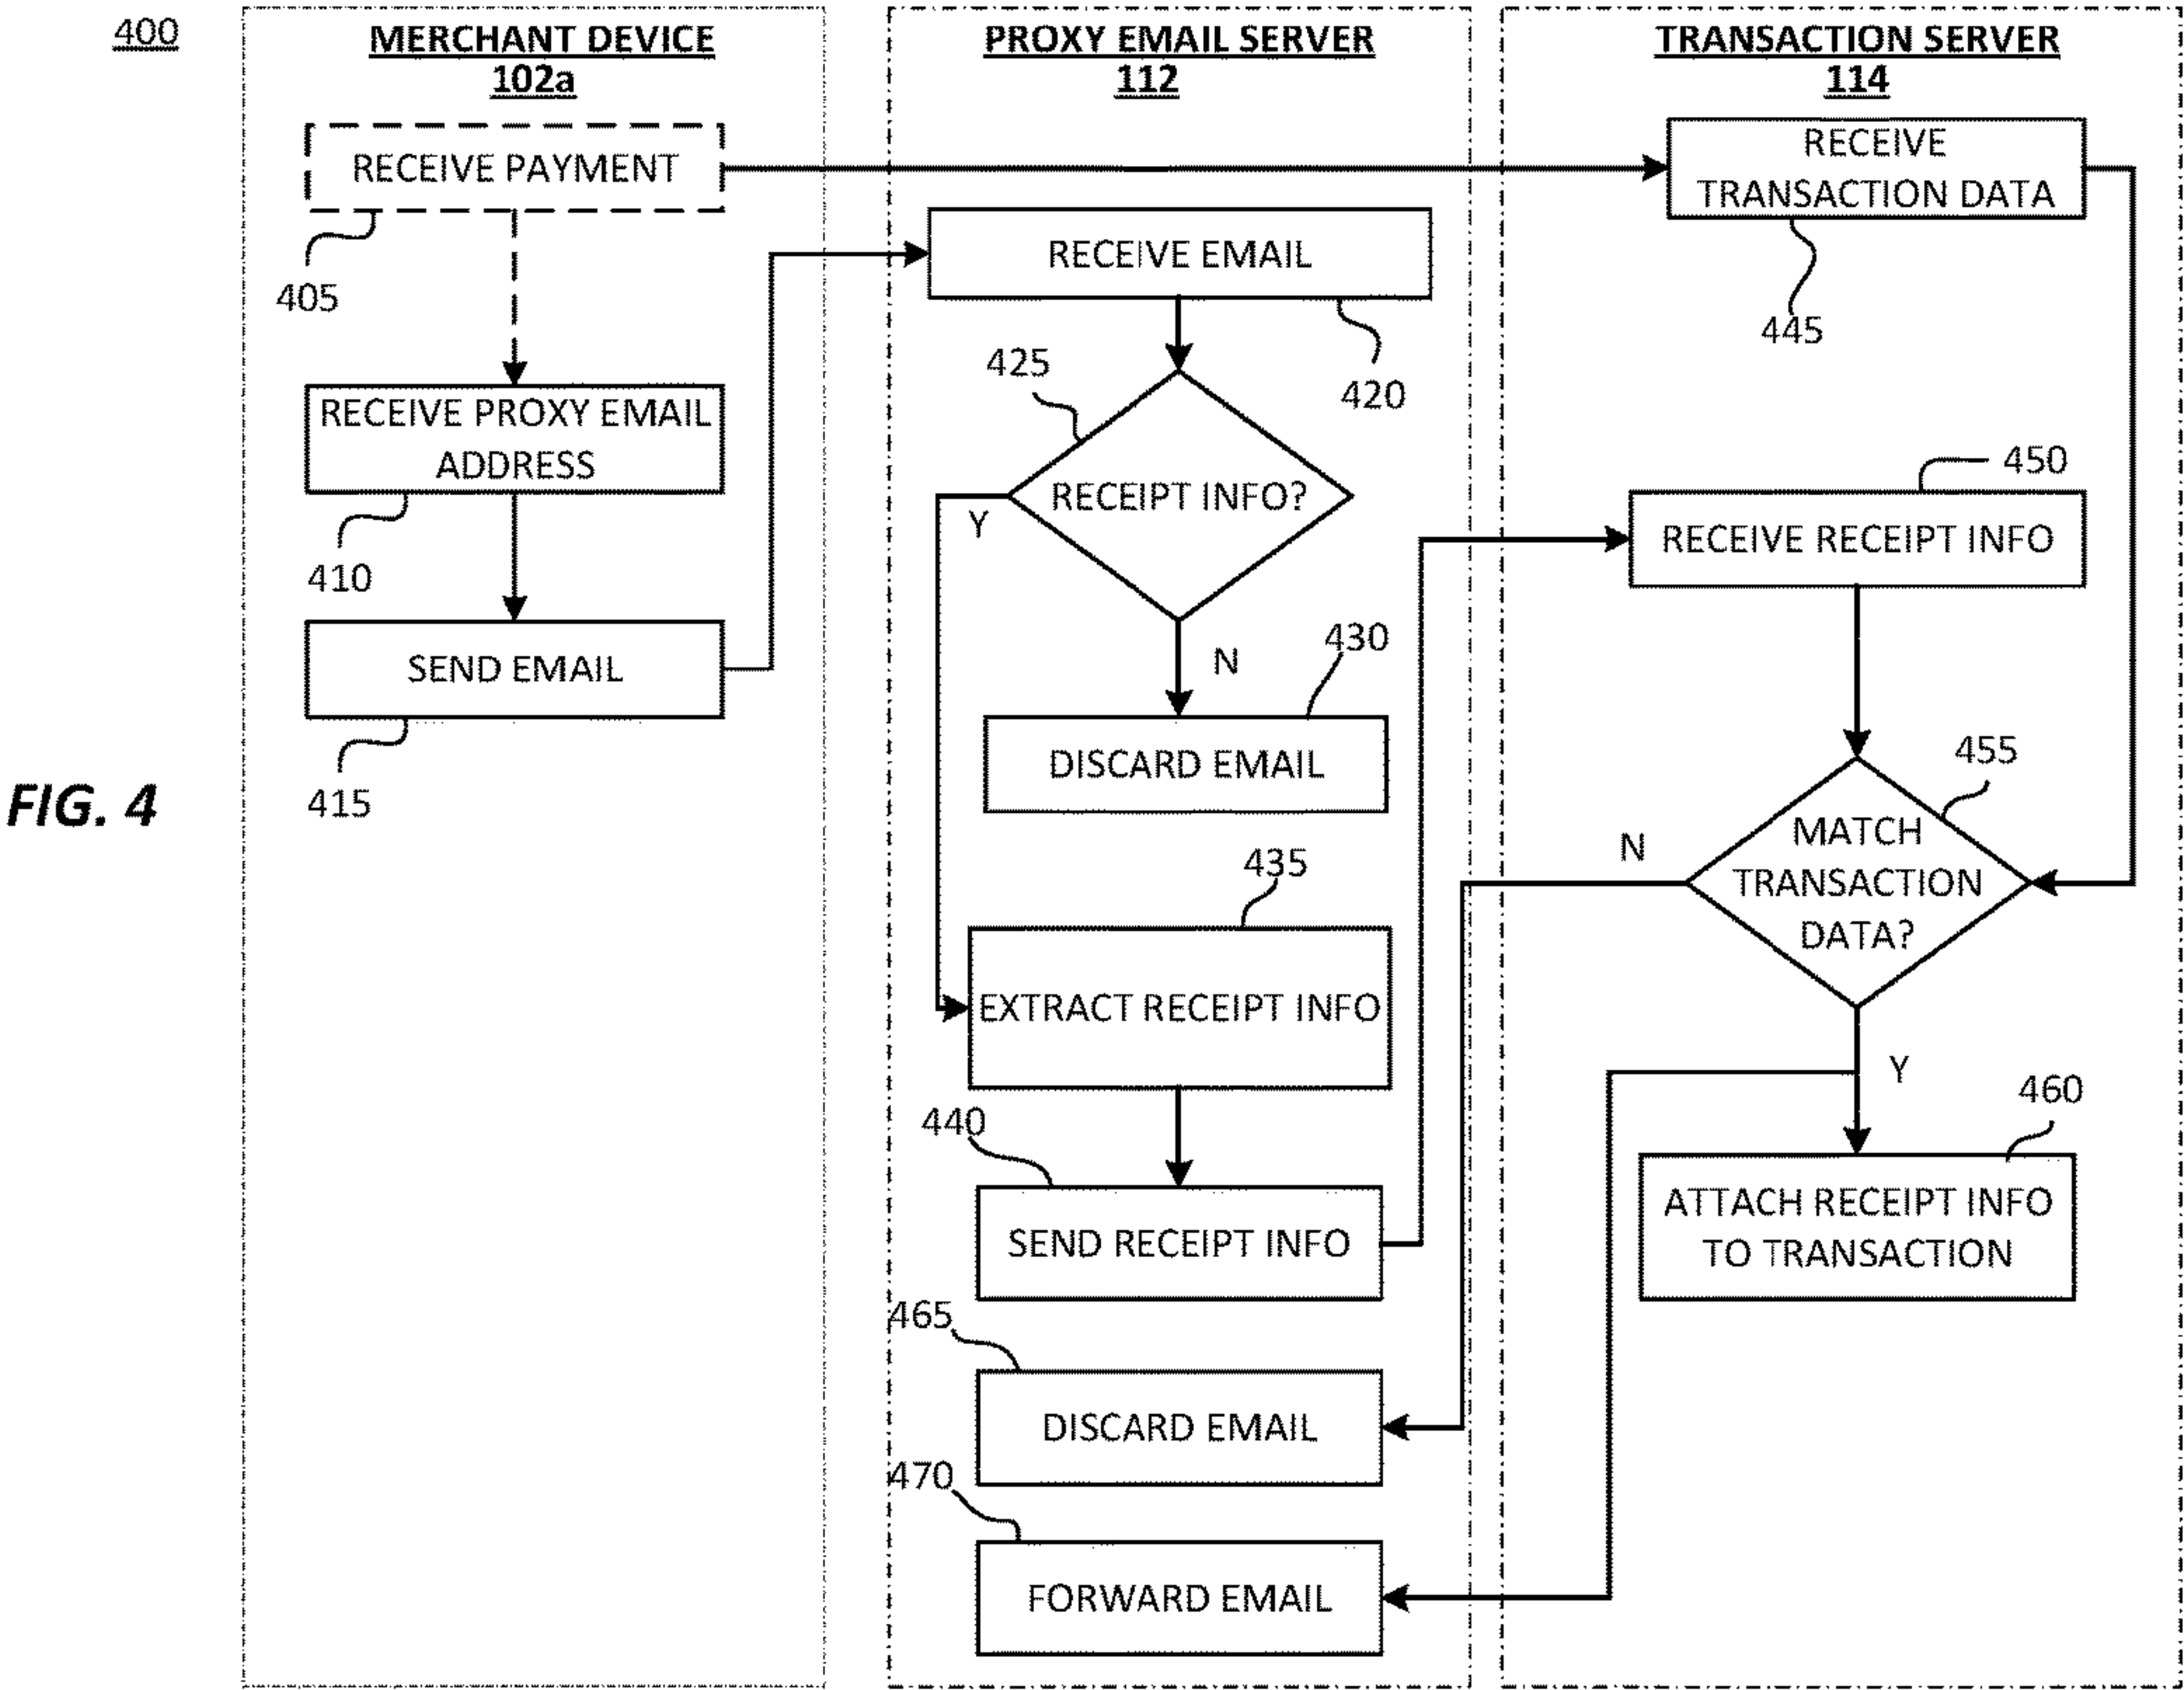 400
MERCHANT DEVICE
102a
RECEIVE PAYMENT
405
RECEIVE PROXY EMAIL
ADDRESS
410
SEND EMAIL
415
FIG. 4
PROXY EMAIL SERVER
112
RECEIVE EMAIL
420
425
RECEIPT INFO?
Y
N
430
DISCARD EMAIL
435
EXTRACT RECEIPT INFO
440
SEND RECEIPT INFO
465
DISCARD EMAIL
470
FORWARD EMAIL
TRANSACTION SERVER
114
RECEIVE
TRANSACTION DATA
445
450
RECEIVE RECEIPT INFO
455
MATCH
TRANSACTION
DATA?
N
Y
460
ATTACH RECEIPT INFO
TO TRANSACTION